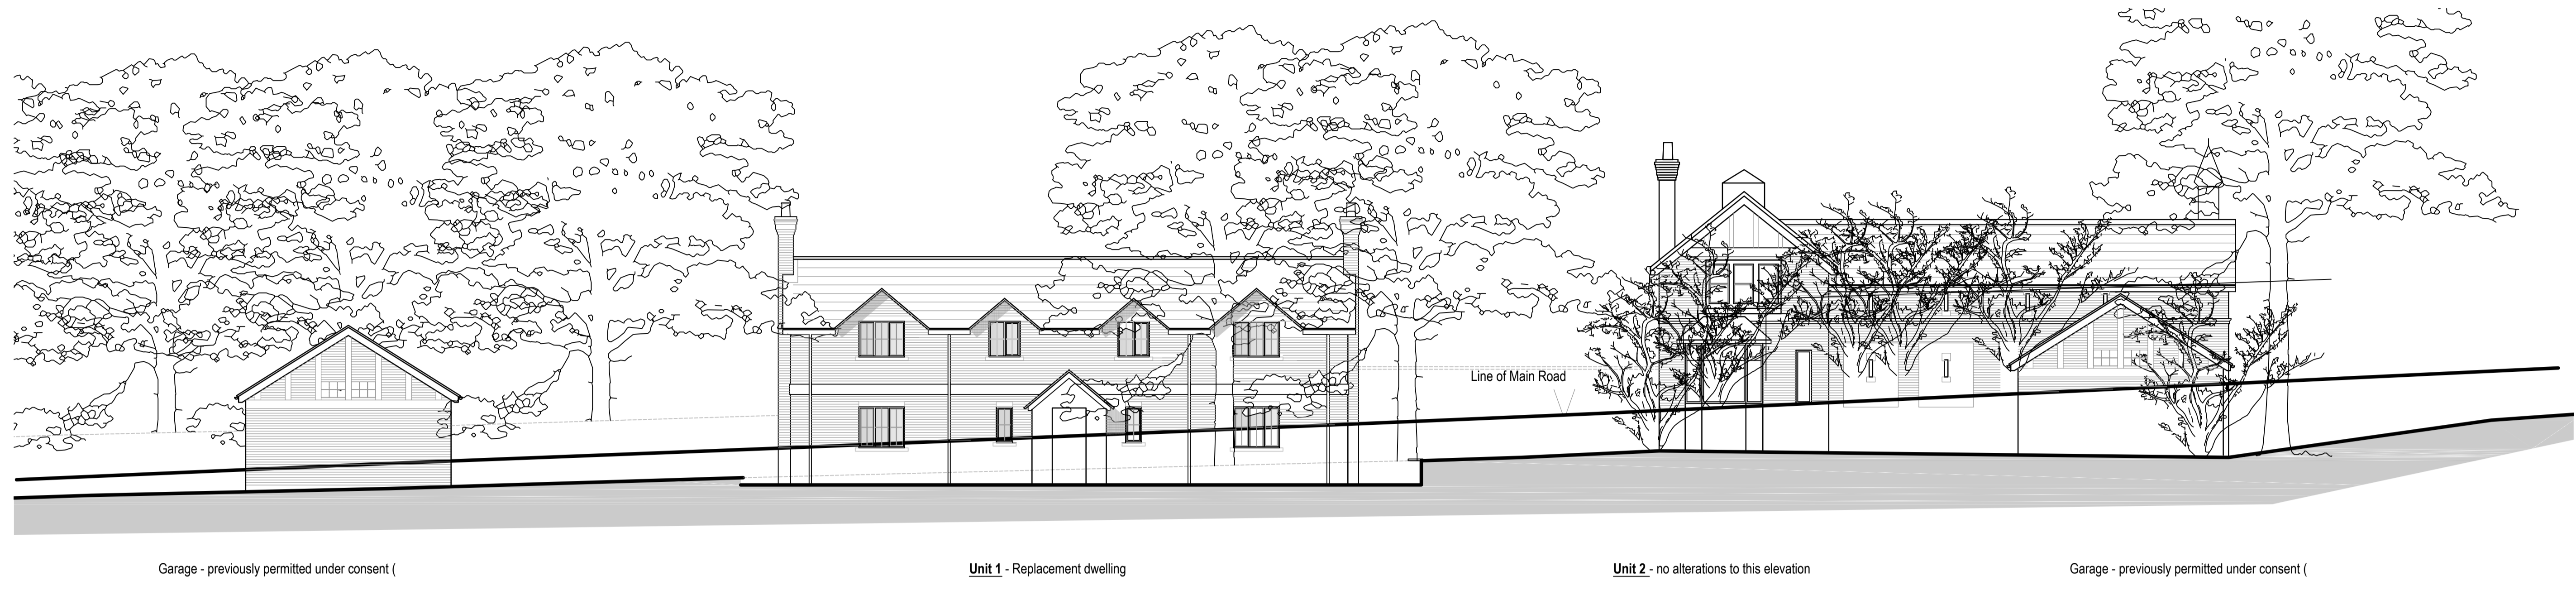 Line of Main Road
Garage - previously permitted under consent (
Unit 1 - Replacement dwelling
Unit 2 - no alterations to this elevation
Garage - previously permitted under consent (